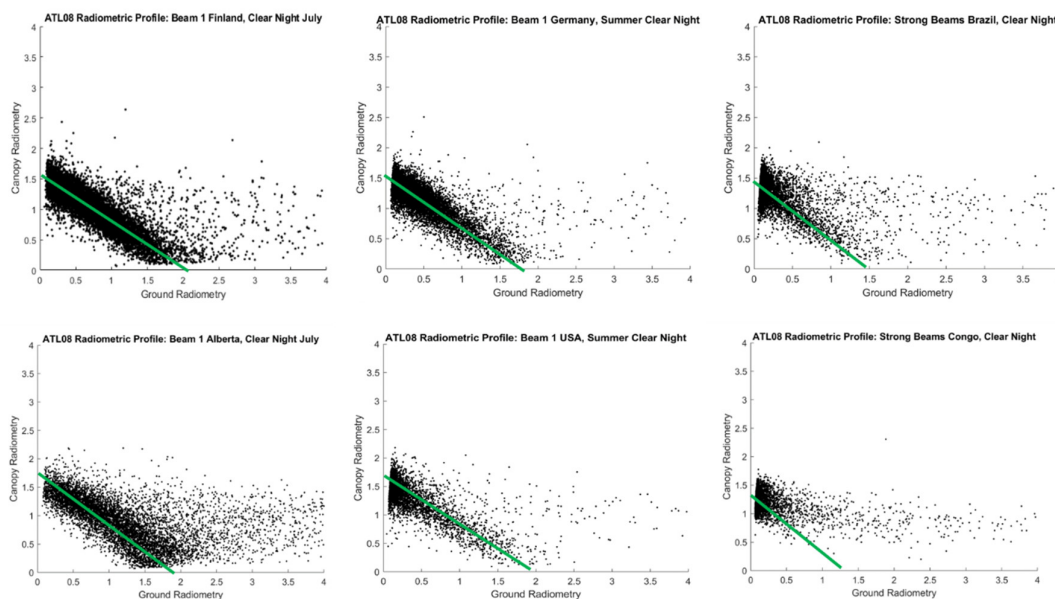 ATL08 Radiometric Profile: Beam 1 Finland, Clear Night July
4
3.5
3
2.5
2
1.5
1
0.5
0
Canopy Radiometry
0 0.5 1 1.5 2 2.5 3 3.5 4
Ground Radiometry
ATL08 Radiometric Profile: Beam 1 Germany, Summer Clear Night
4
3.5
3
2.5
2
1.5
1
0.5
0
Canopy Radiometry
0 0.5 1 1.5 2 2.5 3 3.5 4
Ground Radiometry
ATL08 Radiometric Profile: Strong Beams Brazil, Clear Night
4
3.5
3
2.5
2
1.5
1
0.5
0
Canopy Radiometry
0 0.5 1 1.5 2 2.5 3 3.5
Ground Radiometry
ATL08 Radiometric Profile: Beam 1 Alberta, Clear Night July
4
3.5
3
2.5
2
1.5
1
0.5
0
Canopy Radiometry
0 0.5 1 1.5 2 2.5 3 3.5 4
Ground Radiometry
ATL08 Radiometric Profile: Beam 1 USA, Summer Clear Night
4
3.5
3
2.5
2
1.5
1
0.5
0
Canopy Radiometry
0 0.5 1 1.5 2 2.5 3 3.5 4
Ground Radiometry
ATL08 Radiometric Profile: Strong Beams Congo, Clear Night
4
3.5
3
2.5
2
1.5
1
0.5
0
Canopy Radiometry
0 0.5 1 1.5 2 2.5 3 3.5 4
Ground Radiometry